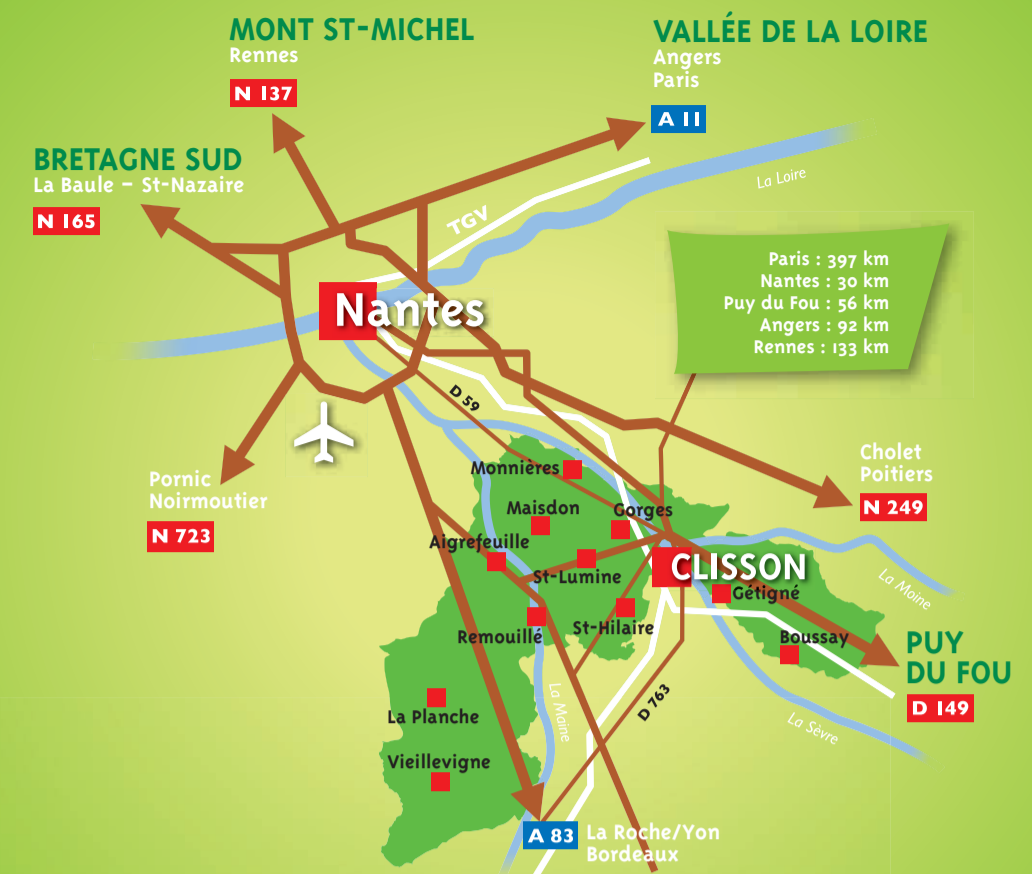 MONT ST-MICHEL
Rennes
N 137
VALLÉE DE LA LOIRE
Angers
Paris
A 11
BRETAGNE SUD
La Baule – St-Nazaire
N 165
La Loire
TGV
Paris : 397 km
Nantes : 30 km
Puy du Fou : 56 km
Angers : 92 km
Rennes : 133 km
Nantes
D 59
Pornic
Noirmoutier
N 723
Cholet
Poitiers
N 249
Monnières
Maisdon
Gorges
Aigrefeuille
St-Lumine
CLISSON
Gétigné
La Moine
Remouillé
St-Hilaire
Boussay
PUY
DU FOU
D 149
La Planche
La Maine
D 763
La Sèvre
Vieillevigne
A 83
La Roche/Yon
Bordeaux